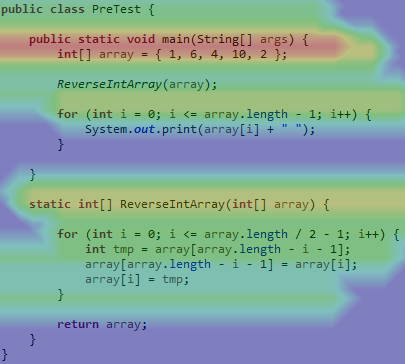 public class PreTest {
    public static void main(String[] args) {
        int[] array = { 1, 6, 4, 10, 2 };
        ReverseIntArray(array);
        for (int i = 0; i <= array.length - 1; i++) {
            System.out.print(array[i] + " ");
        }
    }
    static int[] ReverseIntArray(int[] array) {
        for (int i = 0; i <= array.length / 2 - 1; i++) {
            int tmp = array[array.length - i - 1];
            array[array.length - i - 1] = array[i];
            array[i] = tmp;
        }
        return array;
    }
}